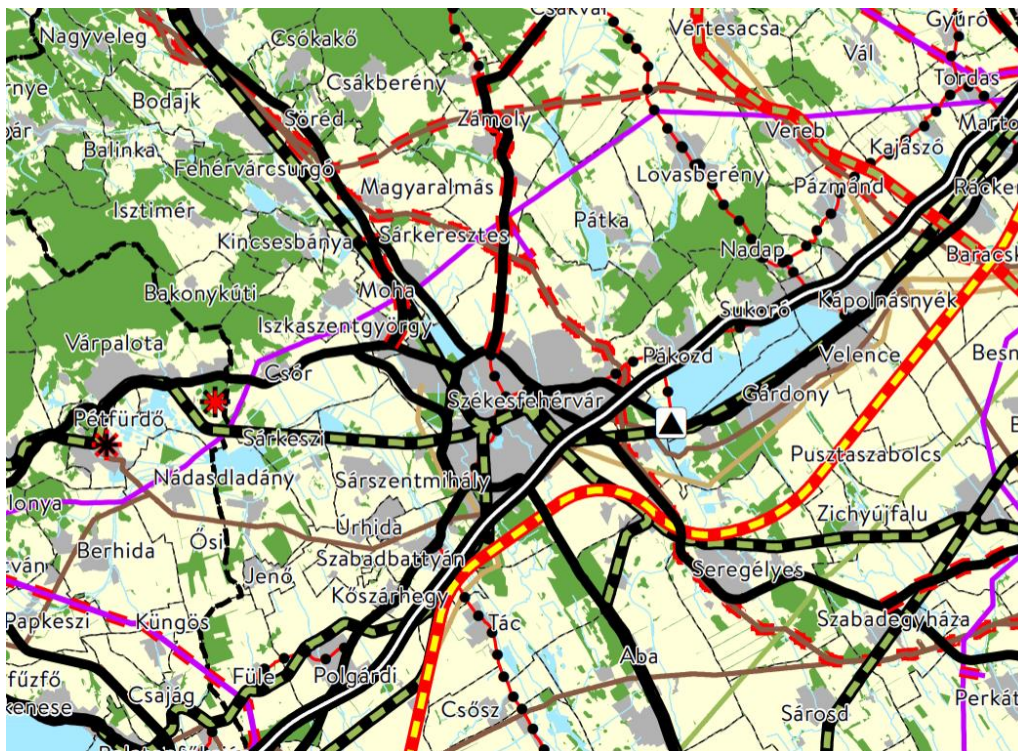 Nagyveleg
Csókakő
Csákvár
Vértesacsa
Gyúró
Vál
Csákberény
Tordas
Bodajk
Söréd
Zámoly
Vereb
Balinka
Fehérvárcsurgó
Kajászó
Magyaralmás
Lovasberény
Pázmánd
Isztimér
Pátka
Kincsesbánya
Sárkeresztes
Nadap
Bakonykúti
Moha
Kápolnásnyék
Sukoró
Iszkaszentgyörgy
Várpalota
Pákozd
Velence
Csór
Gárdony
Székesfehérvár
Pétfürdő
Sárkeszi
Pusztaszabolcs
Nádasdladány
Sárszentmihály
Zichyújfalu
Úrhida
Ősi
Berhida
Szabadbattyán
Jenő
Seregélyes
Kőszárhegy
Papkeszi
Küngös
Tác
Szabadegyháza
Aba
Füle
Polgárdi
Csajág
Csősz
Sárosd